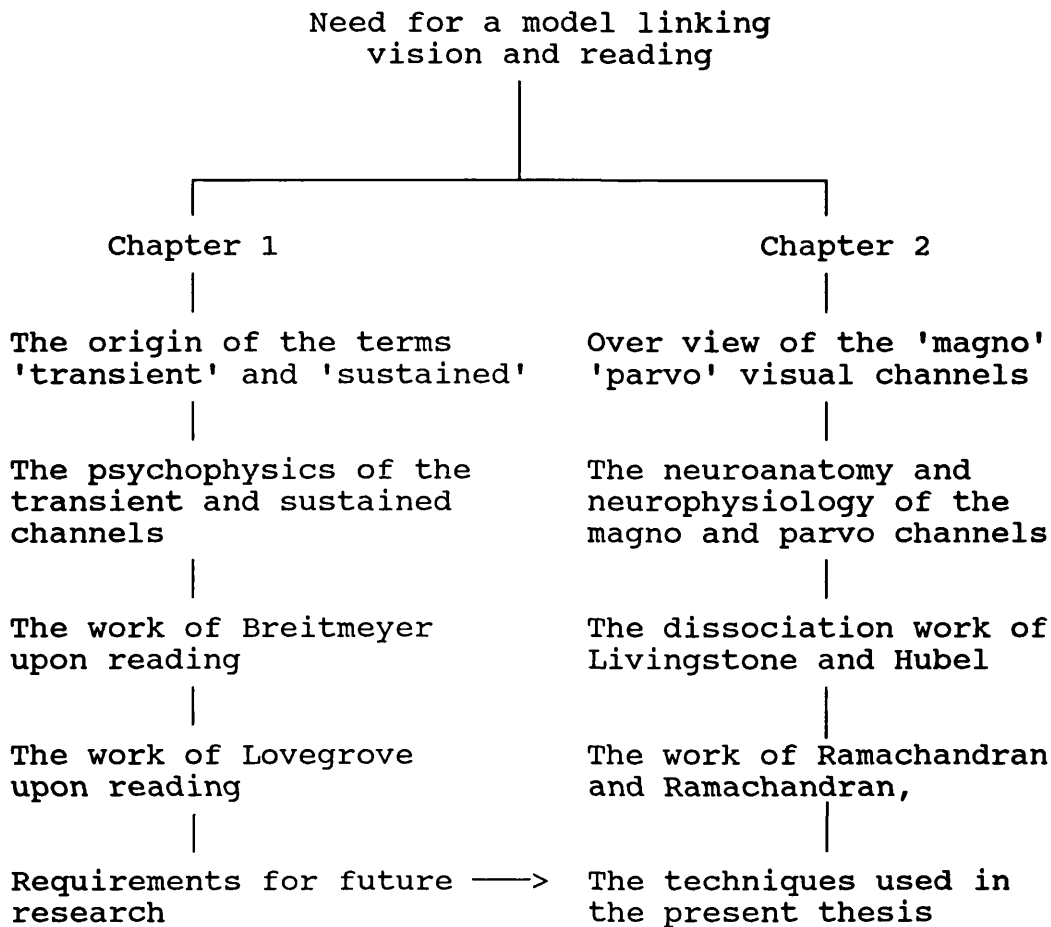 Need for a model linking
vision and reading
Chapter 1
The origin of the terms
'transient' and 'sustained'
The psychophysics of the
transient and sustained
channels
The work of Breitmeyer
upon reading
The work of Lovegrove
upon reading
Requirements for future ——>
research
Chapter 2
Over view of the 'magno'
'parvo' visual channels
The neuroanatomy and
neurophysiology of the
magno and parvo channels
The dissociation work of
Livingstone and Hubel
The work of Ramachandran
and Ramachandran,
The techniques used in
the present thesis